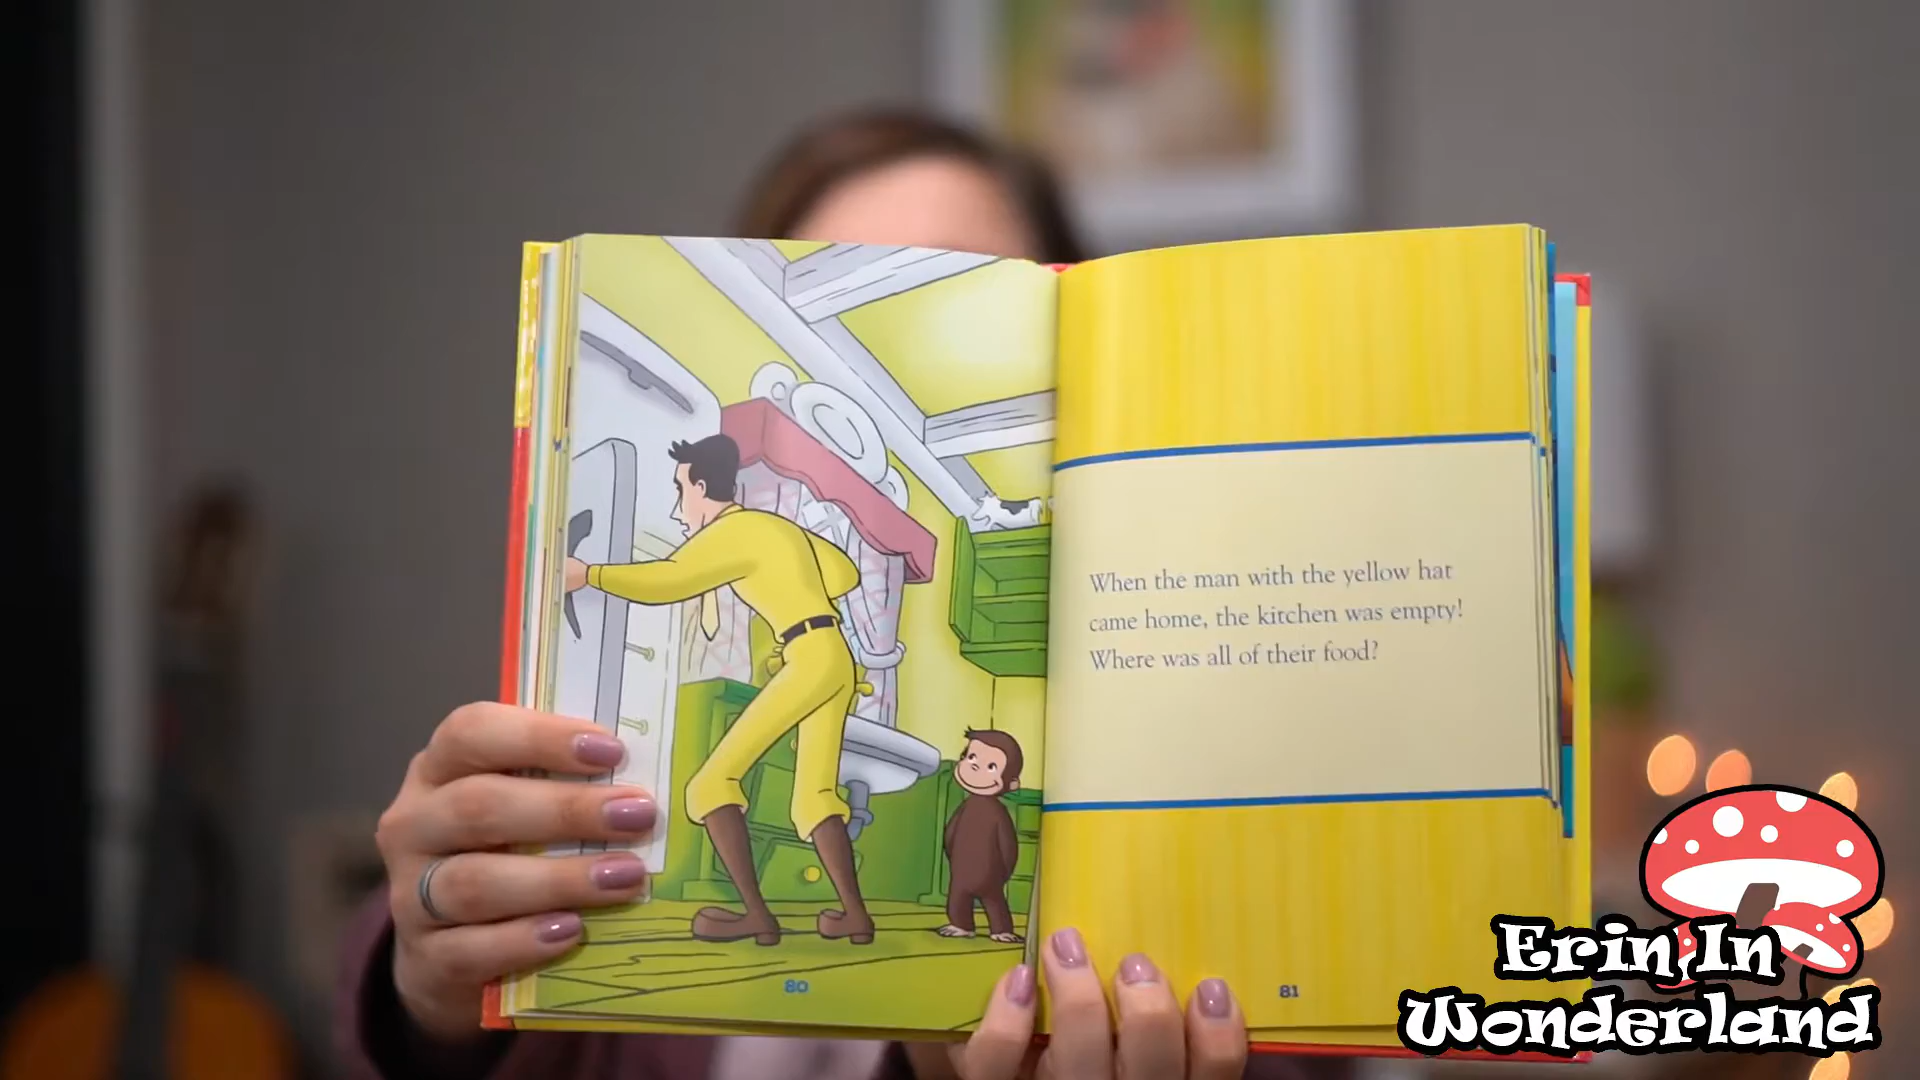 When the man with the yellow hat
came home, the kitchen was empty!
Where was all of their food?
80
81
Erin In
Wonderland